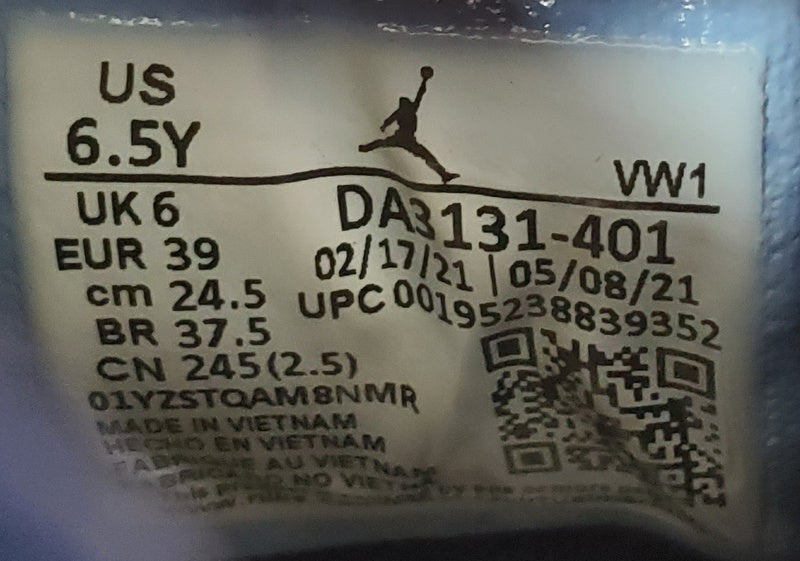 US
6.5Y
VW1
UK 6
EUR 39
cm 24.5
BR 37.5
CN 245(2.5)
DA3131-401
02/17/21 | 05/08/21
UPC 00195238839352
01YZSTQAM8NMR
MADE IN VIETNAM
HECHO EN VIETNAM
FABRIQUE AU VIETNAM
NO VIETNAM